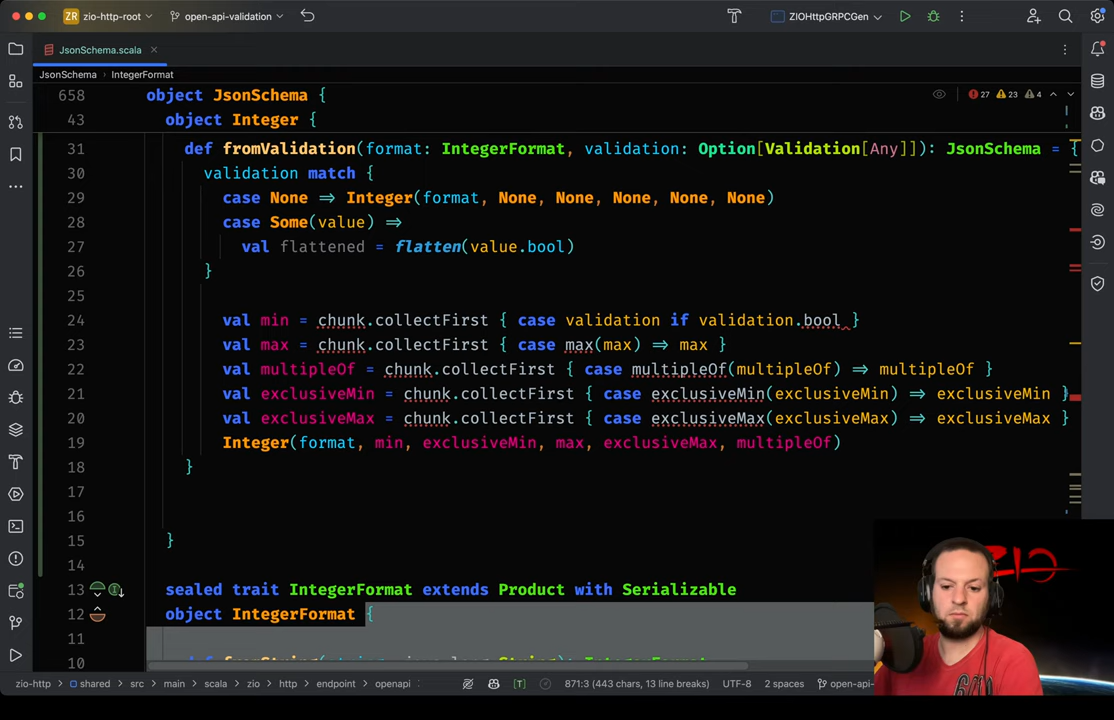 ZR zio-http-root open-api-validation ZIOHttpGRPCGen
JsonSchema.scala
JsonSchema › IntegerFormat
658 object JsonSchema { 27 23 4
43 object Integer {
31 def fromValidation(format: IntegerFormat, validation: Option[Validation[Any]]): JsonSchema = {
30 validation match {
29 case None => Integer(format, None, None, None, None, None)
28 case Some(value) =>
27 val flattened = flatten(value.bool)
26 }
25
24 val min = chunk.collectFirst { case validation if validation.bool }
23 val max = chunk.collectFirst { case max(max) => max }
22 val multipleOf = chunk.collectFirst { case multipleOf(multipleOf) => multipleOf }
21 val exclusiveMin = chunk.collectFirst { case exclusiveMin(exclusiveMin) => exclusiveMin }
20 val exclusiveMax = chunk.collectFirst { case exclusiveMax(exclusiveMax) => exclusiveMax }
19 Integer(format, min, exclusiveMin, max, exclusiveMax, multipleOf)
18 }
17
16
15 }
14
13 sealed trait IntegerFormat extends Product with Serializable
12 object IntegerFormat {
11
10
zio-http › shared › src › main › scala › zio › http › endpoint › openapi [T] 871:3 (443 chars, 13 line breaks) UTF-8 2 spaces open-api-
ZIO